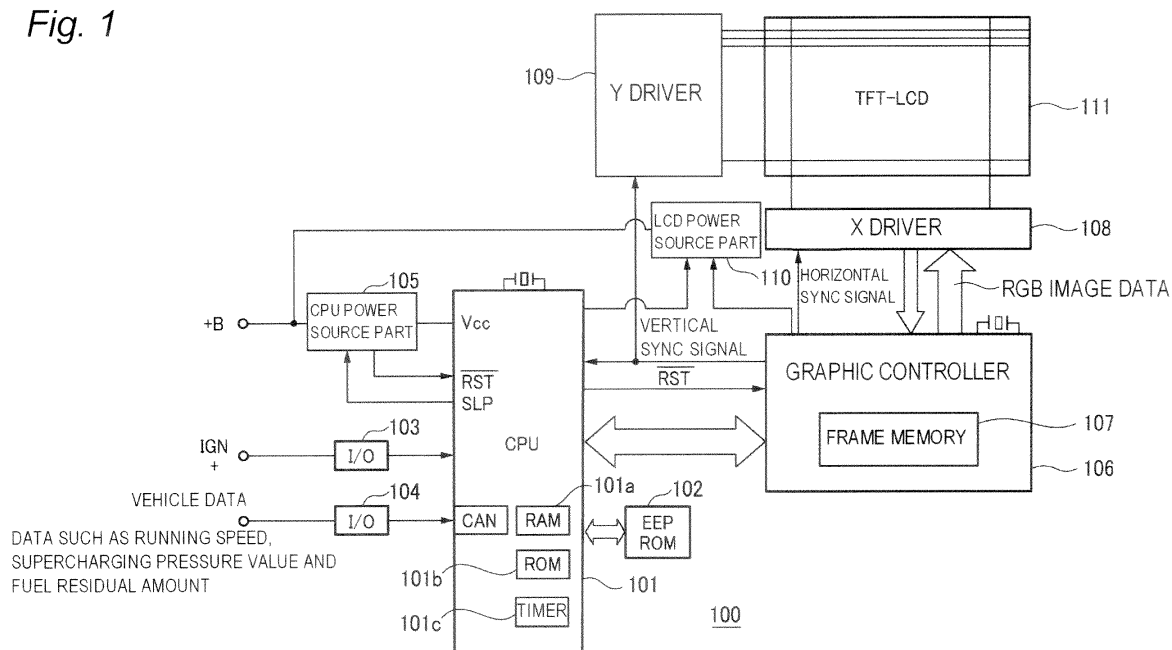 Fig. 1
109
Y DRIVER
TFT-LCD
111
LCD POWER
SOURCE PART
110
X DRIVER
108
HORIZONTAL
SYNC SIGNAL
RGB IMAGE DATA
105
CPU POWER
SOURCE PART
+B
Vcc
VERTICAL
SYNC SIGNAL
RST
SLP
RST
GRAPHIC CONTROLLER
107
FRAME MEMORY
106
CPU
IGN
+
103
I/O
VEHICLE DATA
104
I/O
CAN
101a
RAM
102
EEP
ROM
DATA SUCH AS RUNNING SPEED,
SUPERCHARGING PRESSURE VALUE AND
FUEL RESIDUAL AMOUNT
101b
ROM
101
101c
TIMER
100